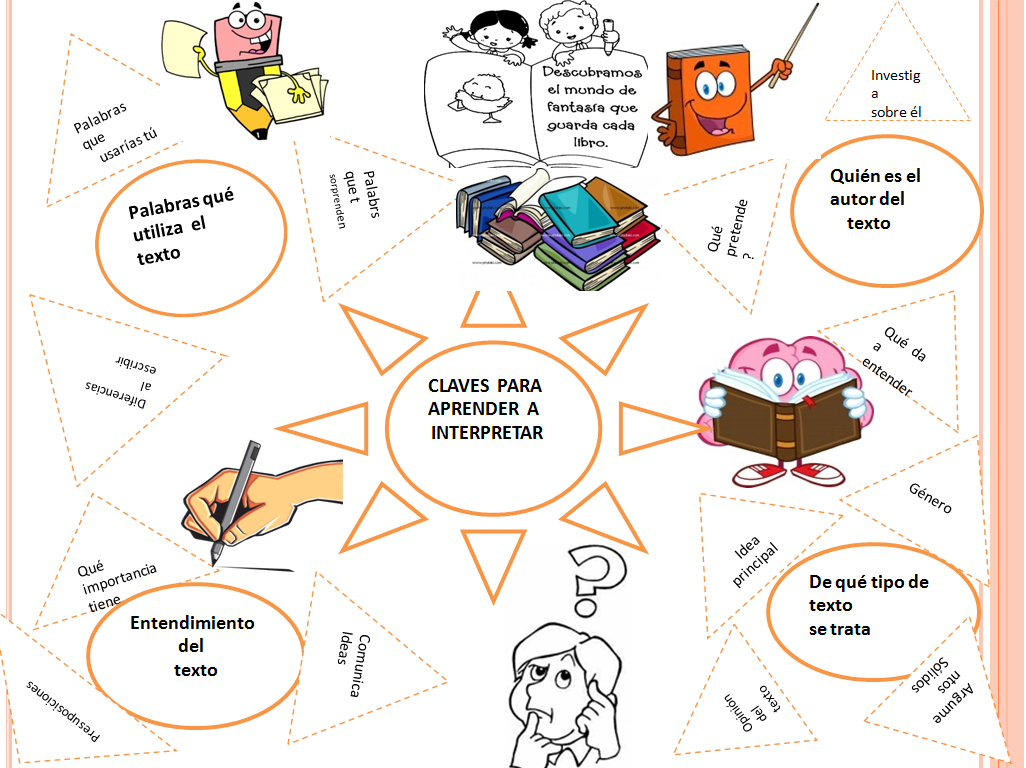 Palabras
que
usarías tú
Palabras qué
utiliza el
texto
Palabrs
que t
sorprenden
Diferencias
al
escribir
Descubramos
el mundo de
fantasía que
guarda cada
libro.
Investig
a
sobre él
Quién es el
autor del
texto
Qué
pretende
?
Qué da
a
entender
CLAVES PARA
APRENDER A
INTERPRETAR
Qué
importancia
tiene
Entendimiento
del
texto
Comunica
Ideas
Presuposiciones
Género
Idea
principal
De qué tipo de
texto
se trata
Opinión
del
texto
Argume
ntos
Sólidos